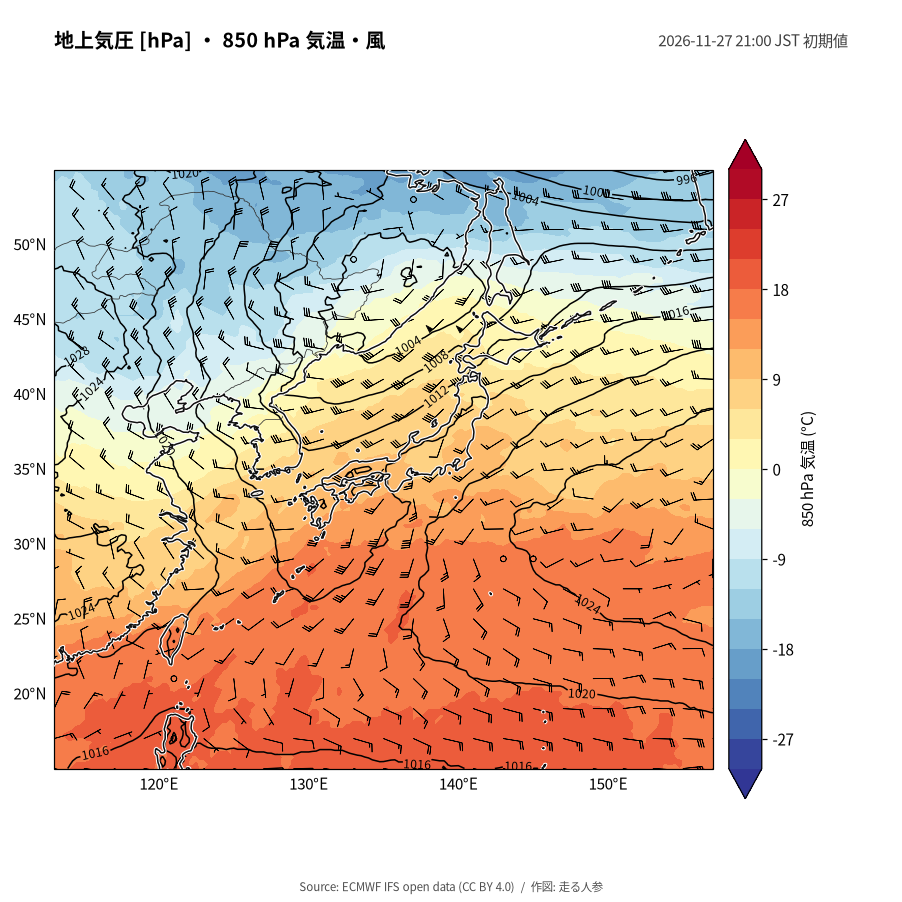 地上気圧 [hPa] ・ 850 hPa 気温・風
2026-11-27 21:00 JST 初期値
1020
996
1000
1004
50°N
45°N
1016
1028
1004
1008
1024
1012
40°N
1020
35°N
30°N
1024
1024
25°N
1020
20°N
1016
1016
1016
120°E
130°E
140°E
150°E
27
18
9
0
-9
-18
-27
850 hPa 気温 (°C)
Source: ECMWF IFS open data (CC BY 4.0) / 作図: 走る人参